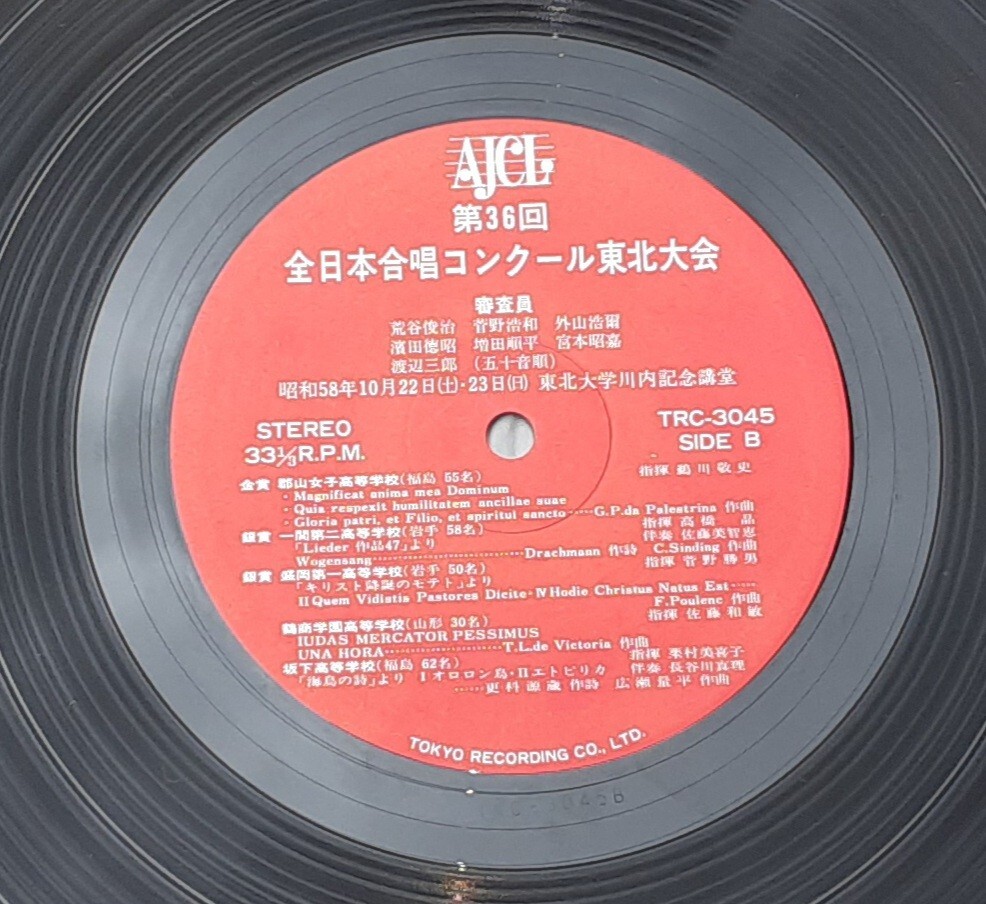 AJCL
第36回
全日本合唱コンクール東北大会
審査員
荒谷俊治 菅野浩和 外山浩爾
濱田徳昭 増田順平 宮本昭嘉
渡辺三郎 (五十音順)
昭和58年10月22日(土)・23日(日) 東北大学川内記念講堂
STEREO
33⅓R.P.M.
TRC-3045
SIDE B
金賞 郡山女子高等学校(福島 55名) 指揮 鶴川敬史
・Magnificat anima mea Dominum
・Quia respexit humilitatem ancillae suae
・Gloria patri, et Filio, et spiritui sancto……G.P.da Palestrina 作曲
銀賞 一関第二高等学校(岩手 58名) 指揮 高橋 晶
「Lieder 作品47」より 伴奏 佐藤美智恵
Wogensang……………………………Drachmann 作詩 C.Sinding 作曲
銀賞 盛岡第一高等学校(岩手 50名) 指揮 菅野勝男
「キリスト降誕のモテト」より
II Quem Vidistis Pastores Dicite・IV Hodie Christus Natus Est……
F.Poulenc 作曲
鶴商学園高等学校(山形 30名) 指揮 佐藤和敏
IUDAS MERCATOR PESSIMUS
UNA HORA……………………T.L.de Victoria 作曲
坂下高等学校(福島 62名) 指揮 栗村美喜子
「海鳥の詩」より Iオロロン鳥・IIエトピリカ 伴奏 長谷川真理
……更科源蔵 作詩 広瀬量平 作曲
TOKYO RECORDING CO., LTD.